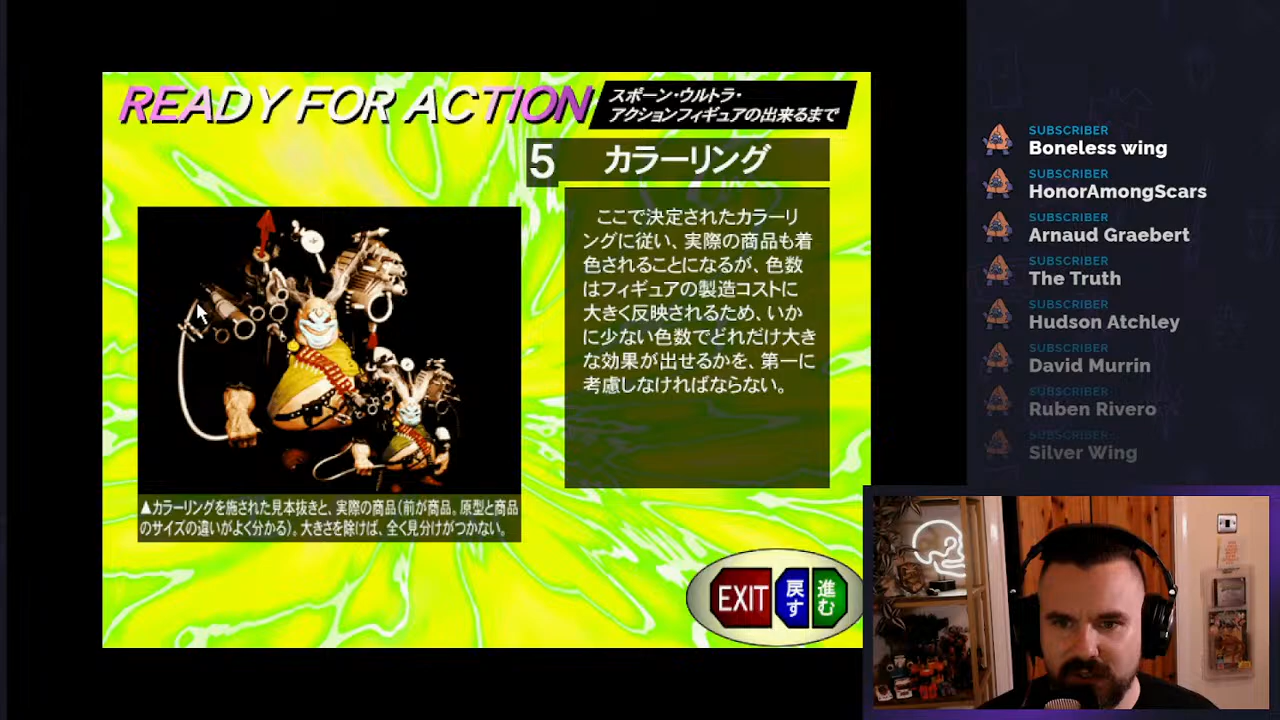 READY FOR ACTION
スポーン・ウルトラ・
アクションフィギュアの出来るまで
5 カラーリング
ここで決定されたカラーリ
ングに従い、実際の商品も着
色されることになるが、色数
はフィギュアの製造コストに
大きく反映されるため、いか
に少ない色数でどれだけ大き
な効果が出せるかを、第一に
考慮しなければならない。
▲カラーリングを施された見本抜きと、実際の商品(前が商品。原型と商品
のサイズの違いがよく分かる)。大きさを除けば、全く見分けがつかない。
EXIT
戻す
進む
SUBSCRIBER
Boneless wing
SUBSCRIBER
HonorAmongScars
SUBSCRIBER
Arnaud Graebert
SUBSCRIBER
The Truth
SUBSCRIBER
Hudson Atchley
SUBSCRIBER
David Murrin
SUBSCRIBER
Ruben Rivero
SUBSCRIBER
Silver Wing